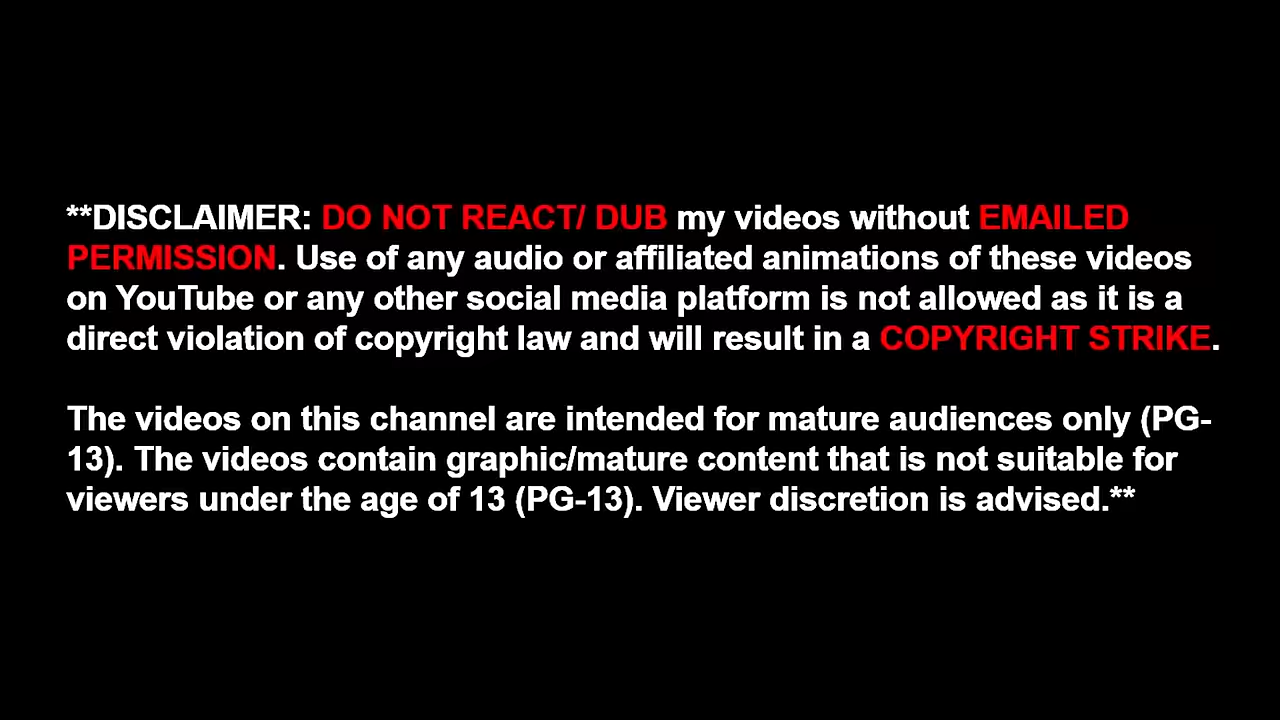 **DISCLAIMER: DO NOT REACT/ DUB my videos without EMAILED
PERMISSION. Use of any audio or affiliated animations of these videos
on YouTube or any other social media platform is not allowed as it is a
direct violation of copyright law and will result in a COPYRIGHT STRIKE.
The videos on this channel are intended for mature audiences only (PG-
13). The videos contain graphic/mature content that is not suitable for
viewers under the age of 13 (PG-13). Viewer discretion is advised.**